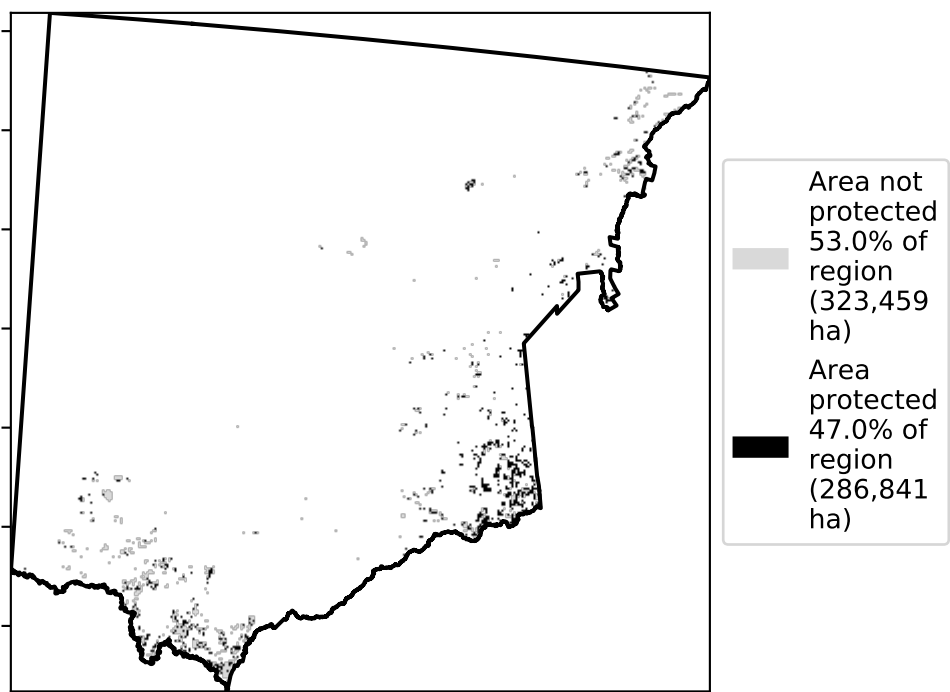 Area not
protected
53.0% of
region
(323,459
ha)
Area
protected
47.0% of
region
(286,841
ha)